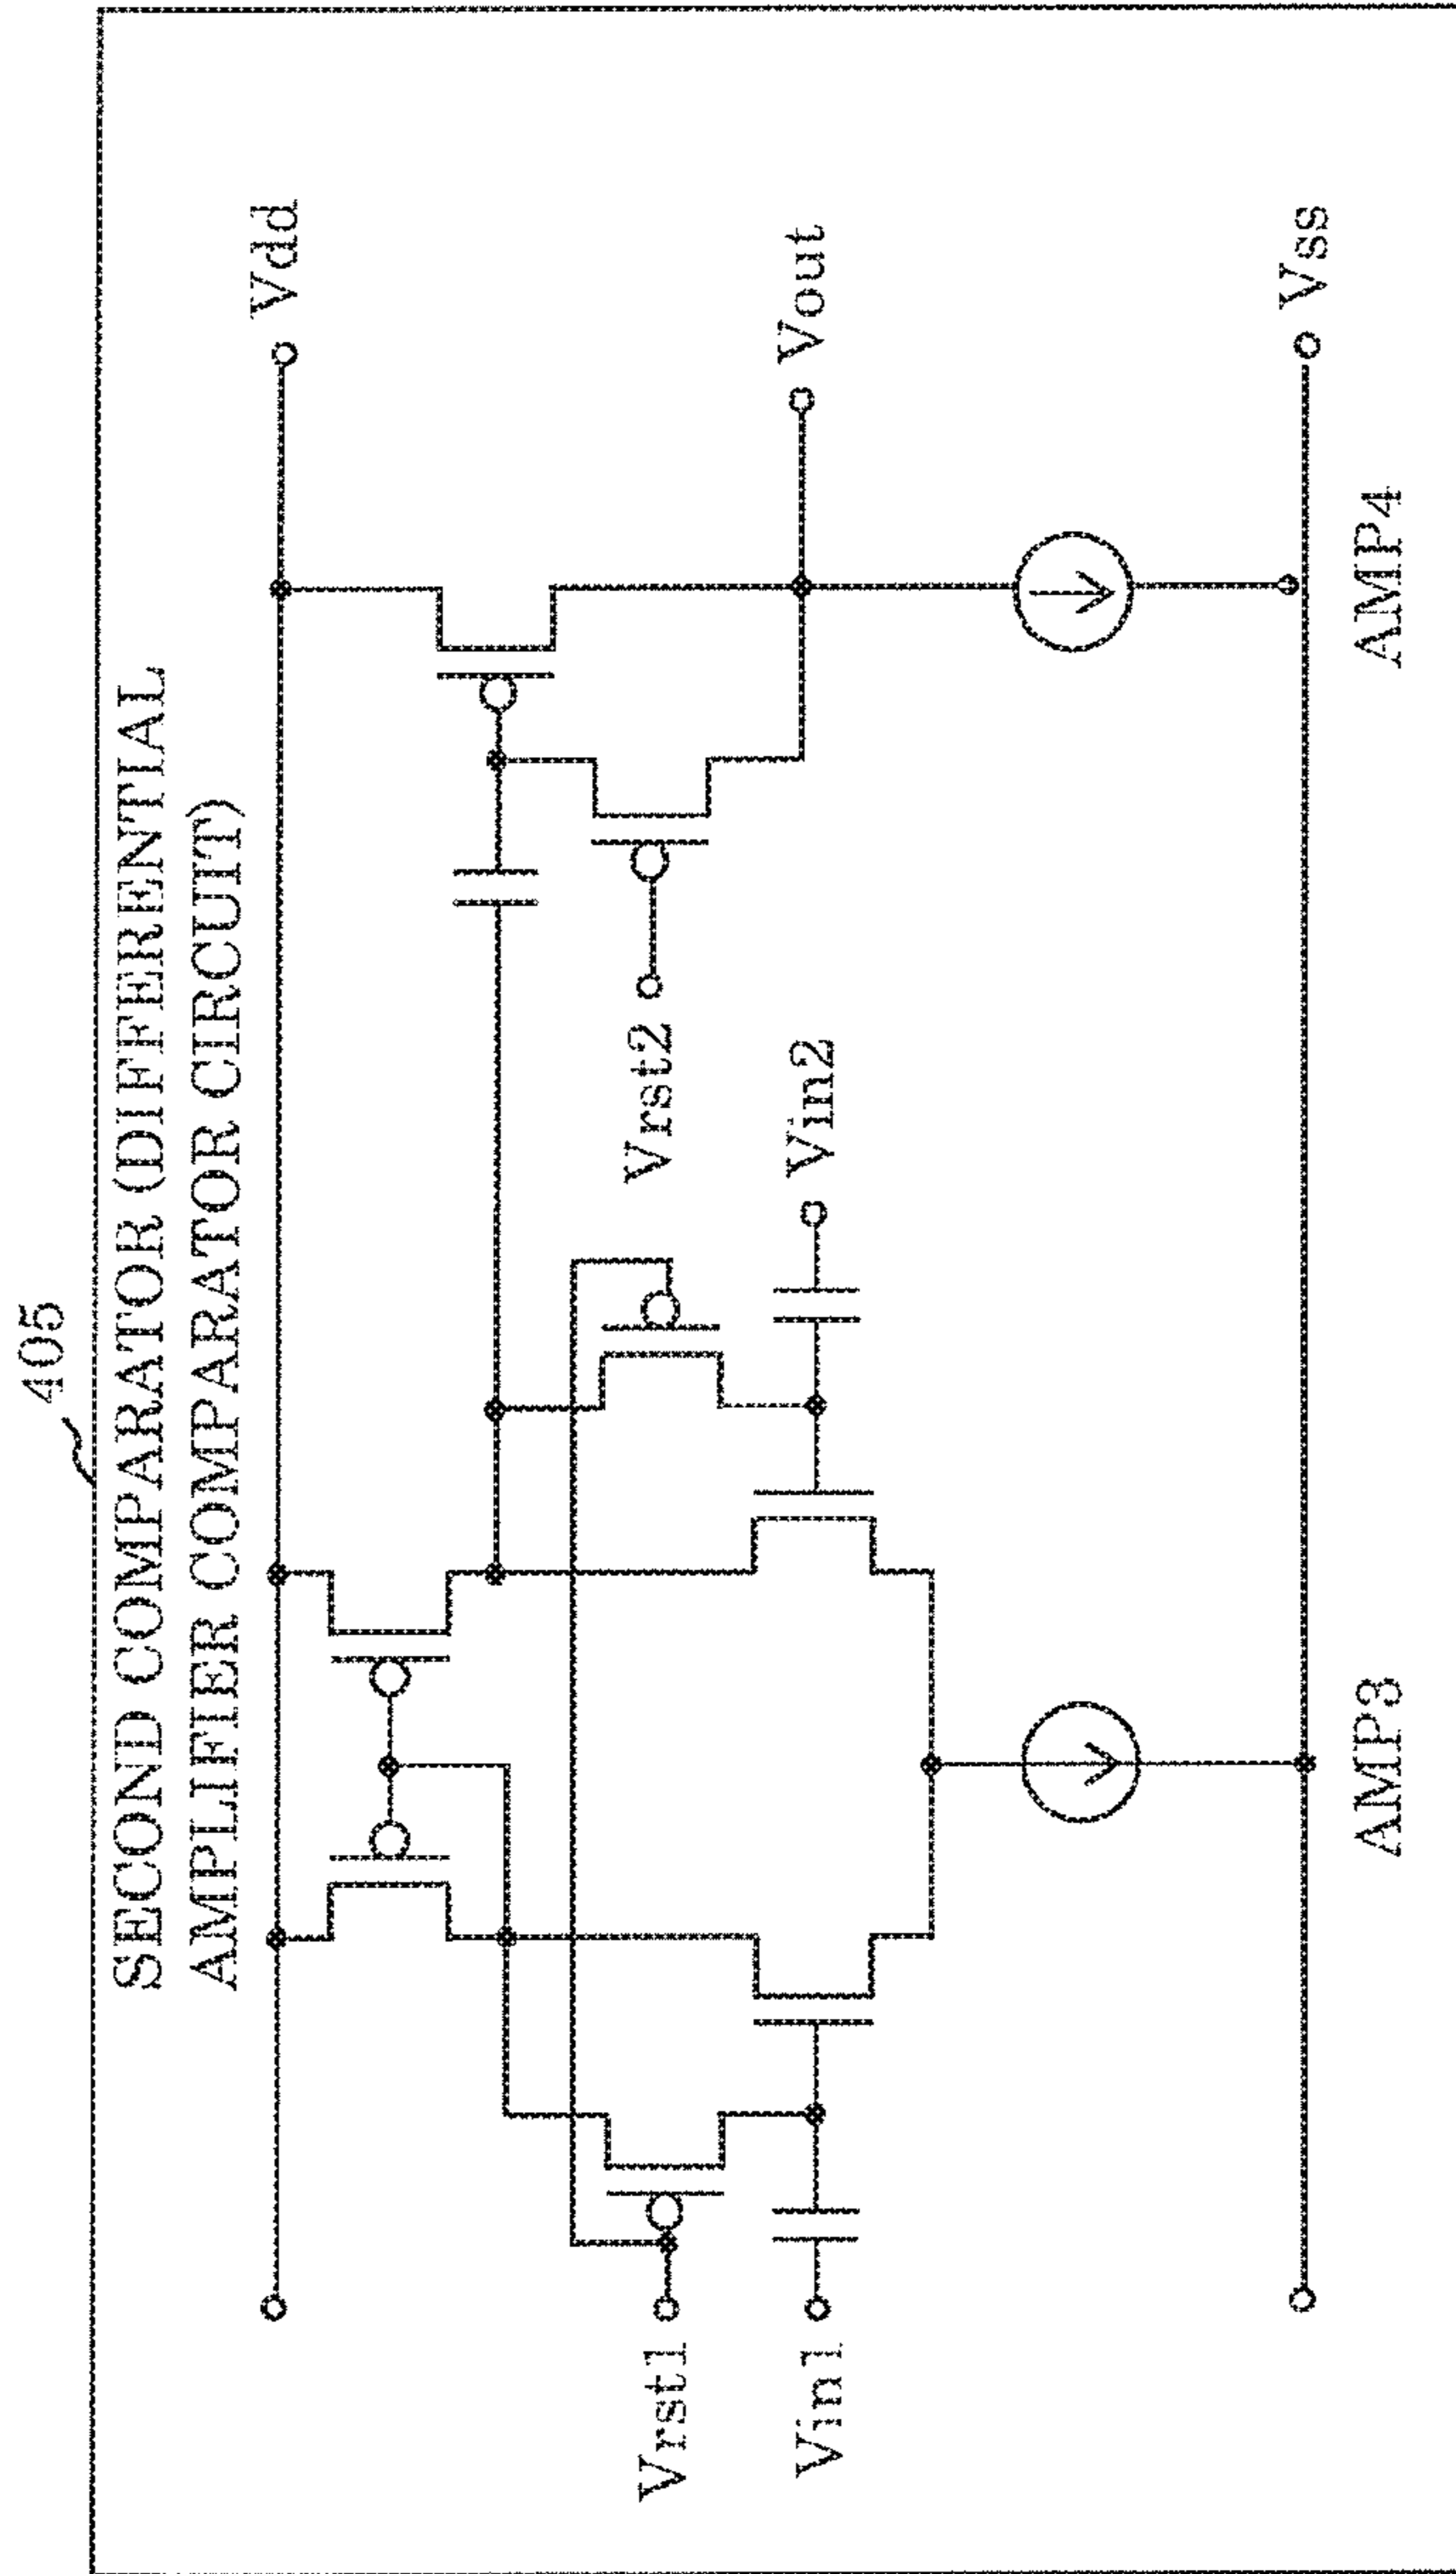 405
SECOND COMPARATOR (DIFFERENTIAL
AMPLIFIER COMPARATOR CIRCUIT)
Vdd
Vrst1
Vrst2
Vin1
Vin2
Vout
Vss
AMP3
AMP4